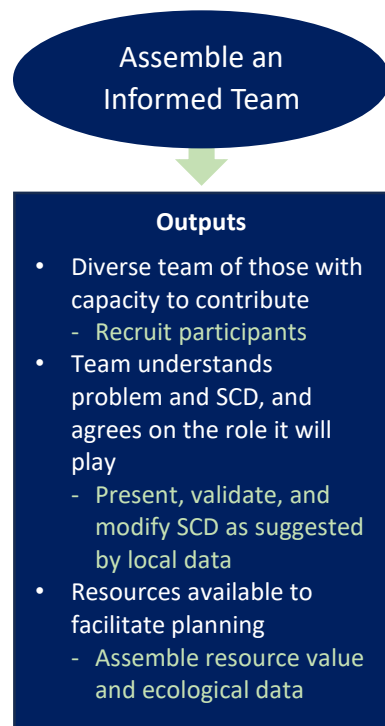 Assemble an
Informed Team
Outputs
• Diverse team of those with
capacity to contribute
- Recruit participants
• Team understands
problem and SCD, and
agrees on the role it will
play
- Present, validate, and
modify SCD as suggested
by local data
• Resources available to
facilitate planning
- Assemble resource value
and ecological data